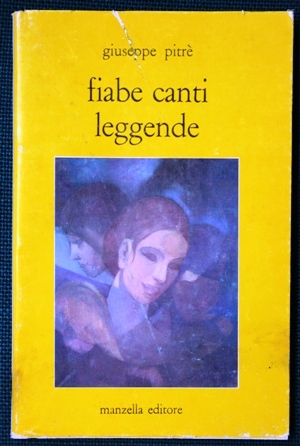 giuseppe pitrè
fiabe canti
leggende
manzella editore